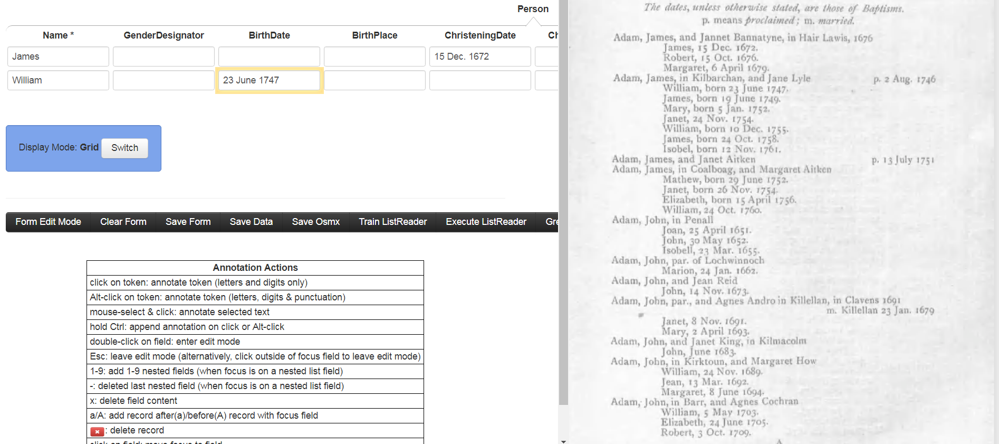 Person
Name * GenderDesignator BirthDate BirthPlace ChristeningDate Ch
James 15 Dec. 1672
William 23 June 1747
Display Mode: Grid Switch
Form Edit Mode Clear Form Save Form Save Data Save Osmx Train ListReader Execute ListReader Gre
Annotation Actions
click on token: annotate token (letters and digits only)
Alt-click on token: annotate token (letters, digits & punctuation)
mouse-select & click: annotate selected text
hold Ctrl: append annotation on click or Alt-click
double-click on field: enter edit mode
Esc: leave edit mode (alternatively, click outside of focus field to leave edit mode)
1-9: add 1-9 nested fields (when focus is on a nested list field)
-: deleted last nested field (when focus is on a nested list field)
x: delete field content
a/A: add record after(a)/before(A) record with focus field
: delete record
click on field: move focus to field
The dates, unless otherwise stated, are those of Baptisms.
p. means proclaimed; m. married.
Adam, James, and Jannet Bannatyne, in Hair Lawis, 1676
James, 15 Dec. 1672.
Robert, 15 Oct. 1676.
Margaret, 6 April 1679.
Adam, James, in Kilbarchan, and Jane Lyle p. 2 Aug. 1746
William, born 23 June 1747.
James, born 19 June 1749.
Mary, born 5 Jan. 1752.
Janet, 24 Nov. 1754.
William, born 10 Dec. 1755.
James, born 24 Oct. 1758.
Isobel, born 12 Nov. 1761.
Adam, James, and Janet Aitken p. 13 July 1751
Adam, James, in Coalboag, and Margaret Aitken
Mathew, born 29 June 1752.
Janet, born 26 Nov. 1754.
Elizabeth, born 15 April 1756.
William, 24 Oct. 1760.
Adam, John, in Penall
Joan, 25 April 1651.
John, 30 May 1652.
Isobell, 23 Mar. 1655.
Adam, John, par. of Lochwinnoch
Marion, 24 Jan. 1662.
Adam, John, and Jean Reid
John, 14 Nov. 1673.
Adam, John, par., and Agnes Andro in Killellan, in Clavens 1691
m. Killellan 23 Jan. 1679
Janet, 8 Nov. 1691.
Mary, 2 April 1693.
Adam, John, and Janet King, in Kilmacolm
John, June 1683.
Adam, John, in Kirktoun, and Margaret How
William, 24 Nov. 1689.
Jean, 13 Mar. 1692.
Margaret, 8 June 1694.
Adam, John, in Barr, and Agnes Cochran
William, 5 May 1703.
Elizabeth, 24 June 1705.
Robert, 3 Oct. 1709.